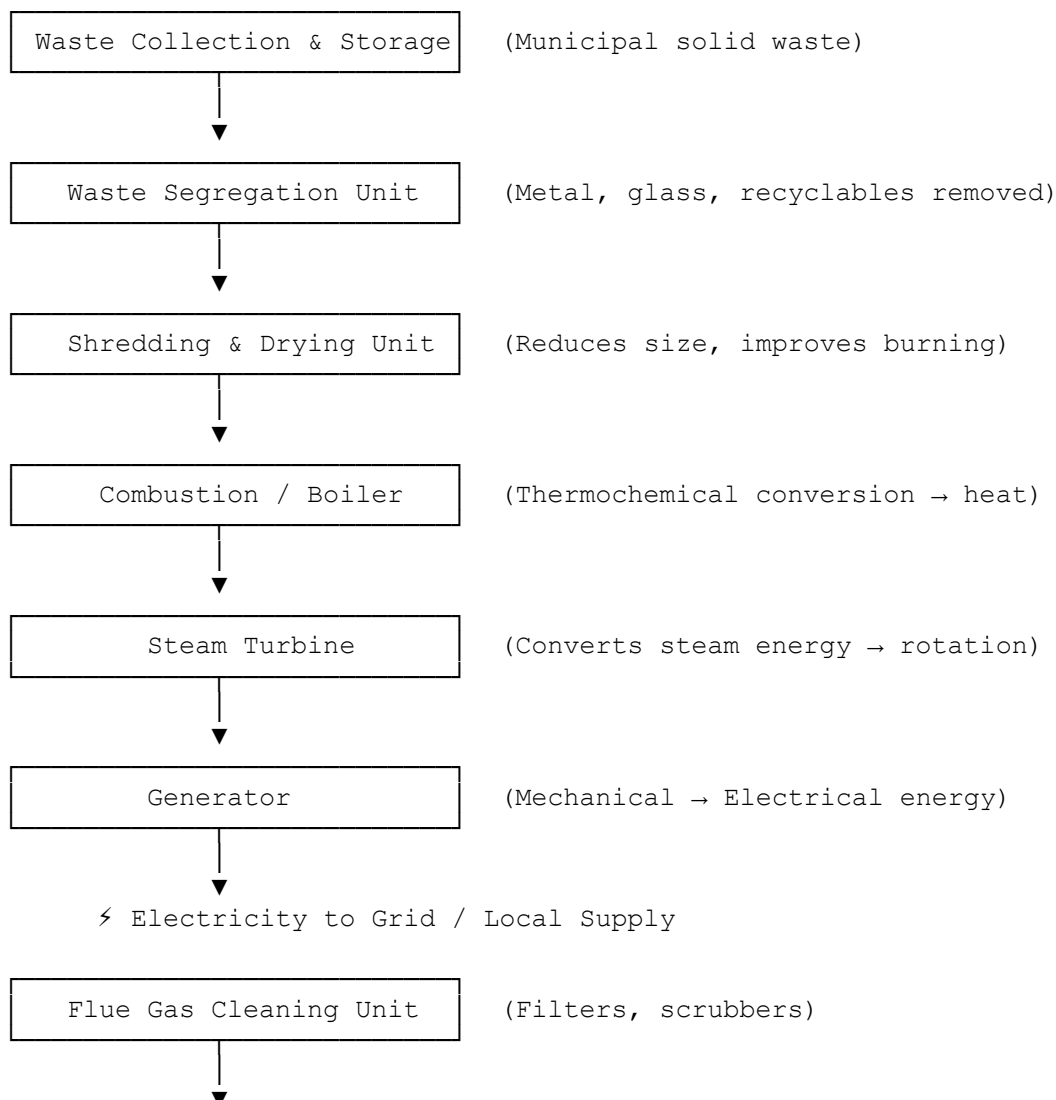 Waste Collection & Storage (Municipal solid waste)
Waste Segregation Unit (Metal, glass, recyclables removed)
Shredding & Drying Unit (Reduces size, improves burning)
Combustion / Boiler (Thermochemical conversion → heat)
Steam Turbine (Converts steam energy → rotation)
Generator (Mechanical → Electrical energy)
⚡ Electricity to Grid / Local Supply
Flue Gas Cleaning Unit (Filters, scrubbers)